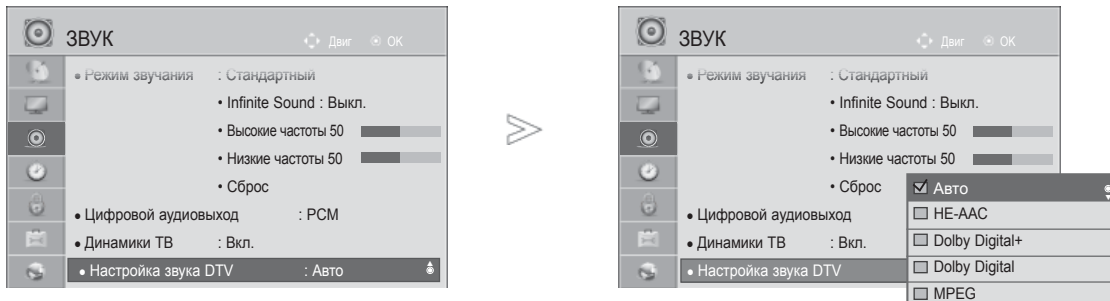 ЗВУК
Двиг OK
• Режим звучания : Стандартный
• Infinite Sound : Выкл.
• Высокие частоты 50
• Низкие частоты 50
• Сброс
• Цифровой аудиовыход : PCM
• Динамики ТВ : Вкл.
• Настройка звука DTV : Авто
ЗВУК
Двиг OK
• Режим звучания : Стандартный
• Infinite Sound : Выкл.
• Высокие частоты 50
• Низкие частоты 50
• Сброс
• Цифровой аудиовыход
• Динамики ТВ : Вкл.
• Настройка звука DTV
Авто
HE-AAC
Dolby Digital+
Dolby Digital
MPEG